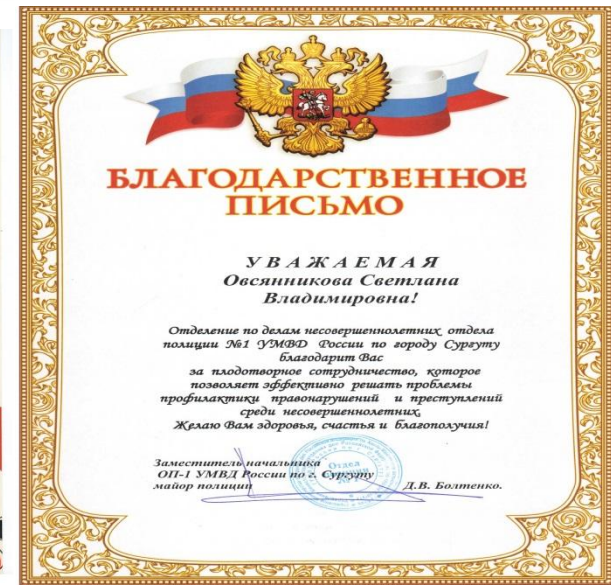 БЛАГОДАРСТВЕННОЕ
ПИСЬМО
УВАЖАЕМАЯ
Овсянникова Светлана
Владимировна!
Отделение по делам несовершеннолетних отдела
полиции №1 УМВД России по городу Сургуту
благодарит Вас
за плодотворное сотрудничество, которое
позволяет эффективно решать проблемы
профилактики правонарушений и преступлений
среди несовершеннолетних,
Желаю Вам здоровья, счастья и благополучия!
Заместитель начальника
ОП-1 УМВД России по г. Сургуту
майор полиции Д.В. Болтенко.
Отдел